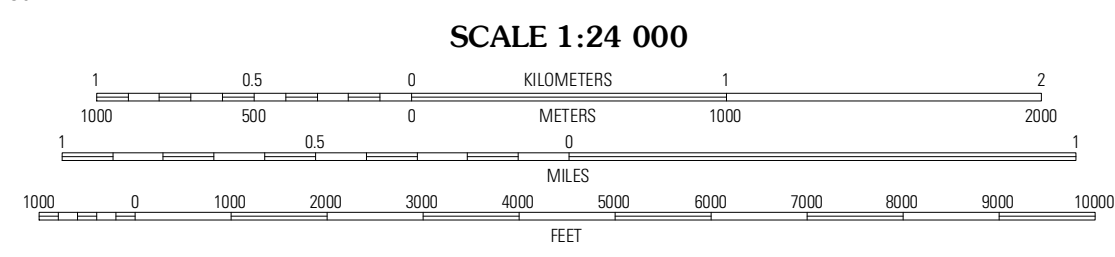 SCALE 1:24 000
1 0.5 0 KILOMETERS 1 2
1000 500 0 METERS 1000 2000
1 0.5 0 1
MILES
1000 0 1000 2000 3000 4000 5000 6000 7000 8000 9000 10000
FEET